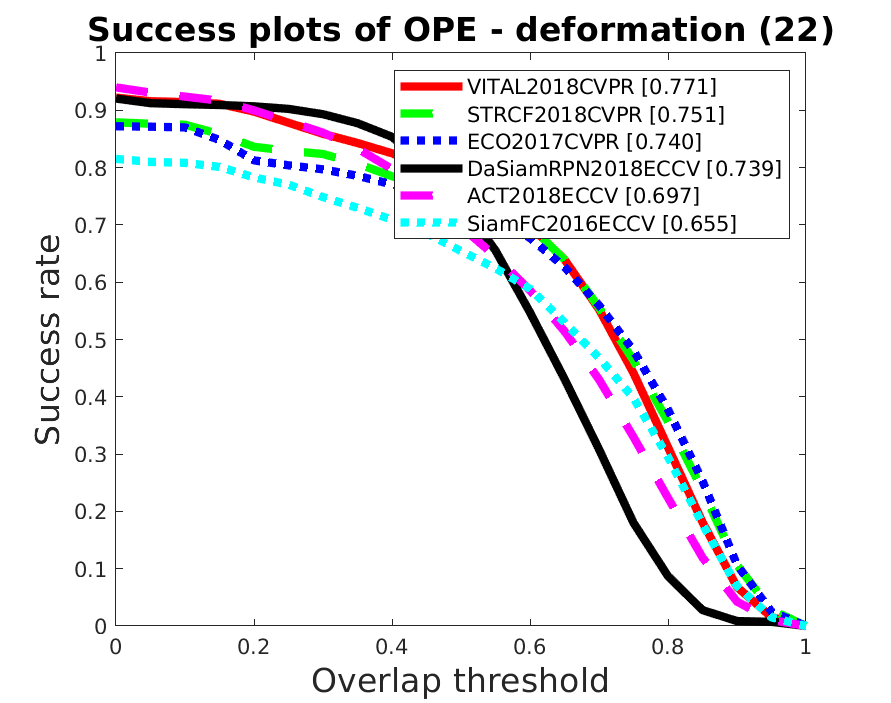 Success plots of OPE - deformation (22)
1
0.9
0.8
0.7
0.6
0.5
0.4
0.3
0.2
0.1
0
Success rate
VITAL2018CVPR [0.771]
STRCF2018CVPR [0.751]
ECO2017CVPR [0.740]
DaSiamRPN2018ECCV [0.739]
ACT2018ECCV [0.697]
SiamFC2016ECCV [0.655]
0 0.2 0.4 0.6 0.8 1
Overlap threshold